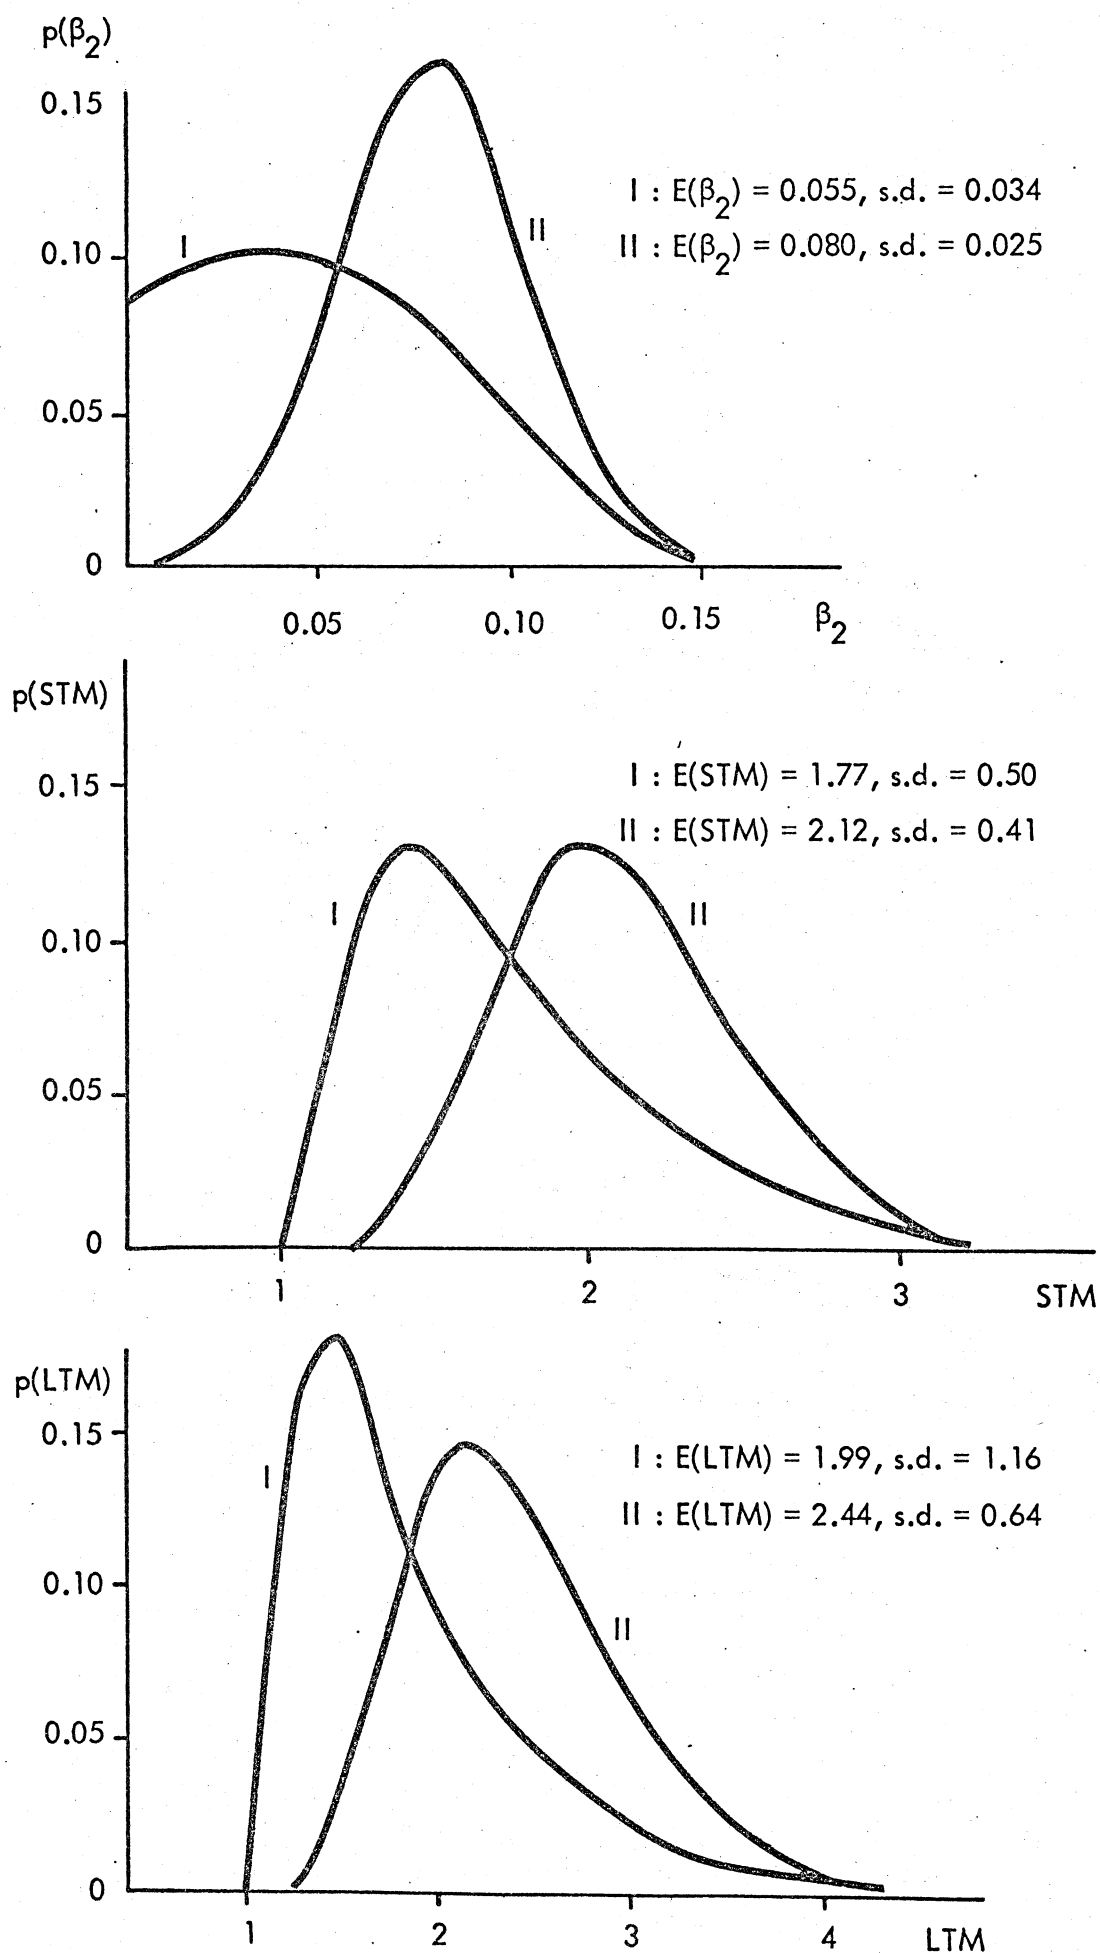 p(β₂)
0.15
I : E(β₂) = 0.055, s.d. = 0.034
I
II
0.10
II : E(β₂) = 0.080, s.d. = 0.025
0.05
0
0.05 0.10 0.15 β₂
p(STM)
I : E(STM) = 1.77, s.d. = 0.50
0.15
II : E(STM) = 2.12, s.d. = 0.41
I II
0.10
0.05
0
1 2 3 STM
p(LTM)
0.15
I : E(LTM) = 1.99, s.d. = 1.16
I
II : E(LTM) = 2.44, s.d. = 0.64
0.10
II
0.05
0
1 2 3 4 LTM